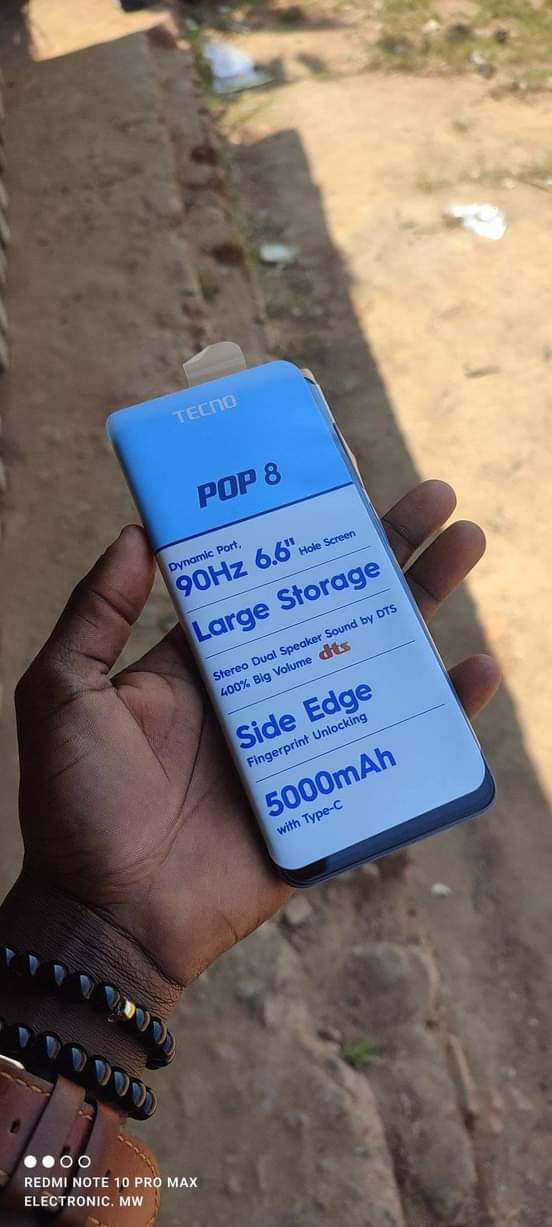 TECNO
POP 8
Dynamic Port,
90Hz 6.6" Hole Screen
Large Storage
Stereo Dual Speaker Sound by DTS
400% Big Volume dts
Side Edge
Fingerprint Unlocking
5000mAh
with Type-C
REDMI NOTE 10 PRO MAX
ELECTRONIC. MW